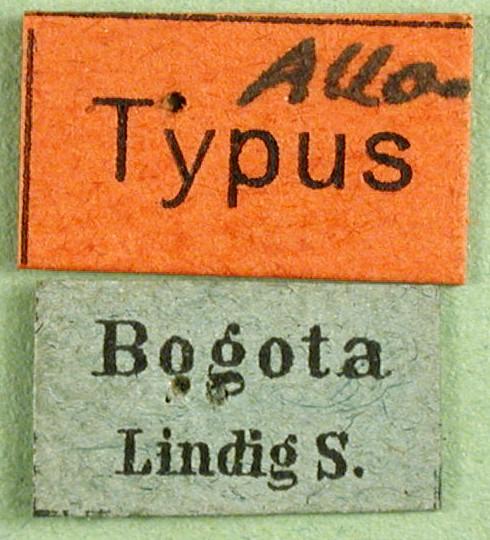 Allo-
Typus
Bogota
Lindig S.